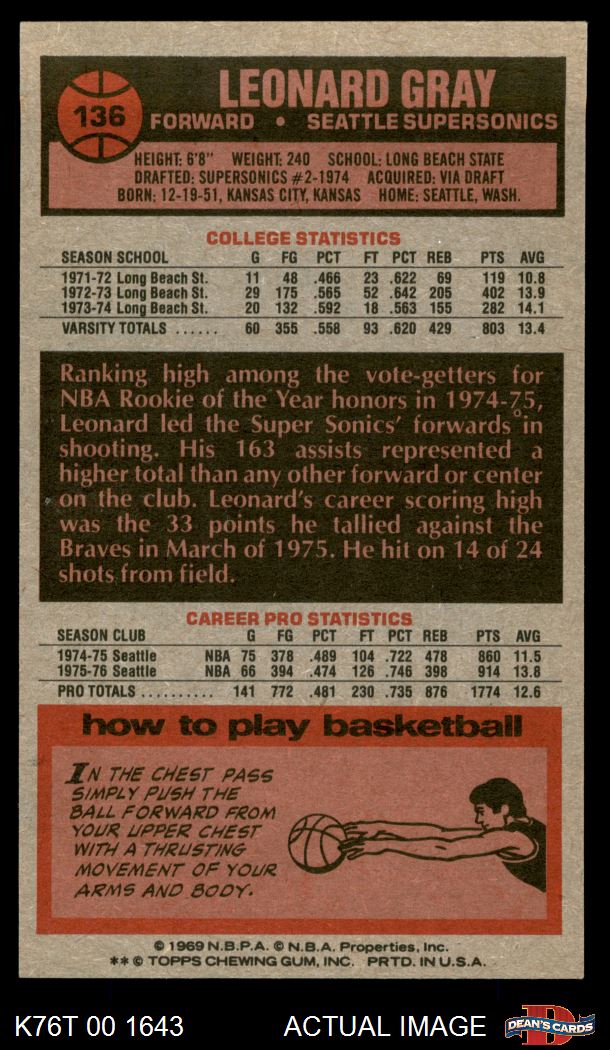 136
LEONARD GRAY
FORWARD • SEATTLE SUPERSONICS
HEIGHT: 6'8" WEIGHT: 240 SCHOOL: LONG BEACH STATE
DRAFTED: SUPERSONICS #2-1974 ACQUIRED: VIA DRAFT
BORN: 12-19-51, KANSAS CITY, KANSAS HOME: SEATTLE, WASH.
COLLEGE STATISTICS
SEASON SCHOOL G FG PCT FT PCT REB PTS AVG
1971-72 Long Beach St. 11 48 .466 23 .622 69 119 10.8
1972-73 Long Beach St. 29 175 .565 52 .642 205 402 13.9
1973-74 Long Beach St. 20 132 .592 18 .563 155 282 14.1
VARSITY TOTALS ...... 60 355 .558 93 .620 429 803 13.4
Ranking high among the vote-getters for
NBA Rookie of the Year honors in 1974-75,
Leonard led the Super Sonics' forwards in
shooting. His 163 assists represented a
higher total than any other forward or center
on the club. Leonard's career scoring high
was the 33 points he tallied against the
Braves in March of 1975. He hit on 14 of 24
shots from field.
CAREER PRO STATISTICS
SEASON CLUB G FG PCT FT PCT REB PTS AVG
1974-75 Seattle NBA 75 378 .489 104 .722 478 860 11.5
1975-76 Seattle NBA 66 394 .474 126 .746 398 914 13.8
PRO TOTALS .......... 141 772 .481 230 .735 876 1774 12.6
how to play basketball
IN THE CHEST PASS
SIMPLY PUSH THE
BALL FORWARD FROM
YOUR UPPER CHEST
WITH A THRUSTING
MOVEMENT OF YOUR
ARMS AND BODY.
© 1969 N.B.P.A. © N.B.A. Properties, Inc.
** © TOPPS CHEWING GUM, INC. PRTD. IN U.S.A.
K76T 00 1643 ACTUAL IMAGE
D
DEAN'S CARDS